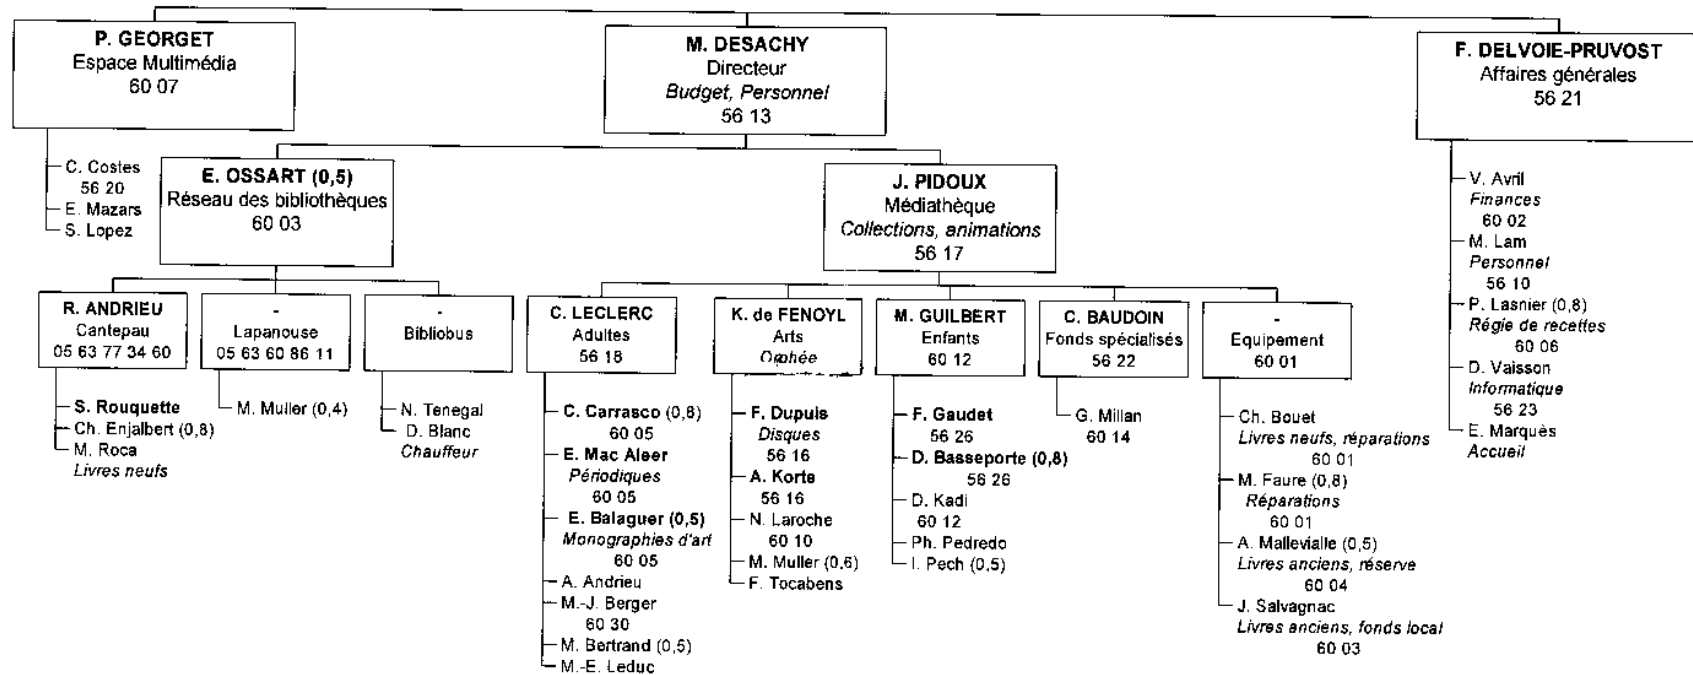 P. GEORGET
Espace Multimédia
60 07
C. Costes
56 20
E. Mazars
S. Lopez
M. DESACHY
Directeur
Budget, Personnel
56 13
F. DELVOIE-PRUVOST
Affaires générales
56 21
V. Avril
Finances
60 02
M. Lam
Personnel
56 10
P. Lasnier (0,8)
Régie de recettes
60 06
D. Vaisson
Informatique
56 23
E. Marquès
Accueil
E. OSSART (0,5)
Réseau des bibliothèques
60 03
J. PIDOUX
Médiathèque
Collections, animations
56 17
R. ANDRIEU
Cantepau
05 63 77 34 60
S. Rouquette
Ch. Enjalbert (0,8)
M. Roca
Livres neufs
-
Lapanouse
05 63 60 86 11
M. Muller (0,4)
-
Bibliobus
N. Tenegal
D. Blanc
Chauffeur
C. LECLERC
Adultes
56 18
C. Carrasco (0,8)
60 05
E. Mac Aleer
Périodiques
60 05
E. Balaguer (0,5)
Monographies d'art
60 05
A. Andrieu
M.-J. Berger
60 30
M. Bertrand (0,5)
M.-E. Leduc
K. de FENOYL
Arts
Orphée
F. Dupuis
Disques
56 16
A. Korte
56 16
N. Laroche
60 10
M. Muller (0,6)
F. Tocabens
M. GUILBERT
Enfants
60 12
F. Gaudet
56 26
D. Basseporte (0,8)
56 26
D. Kadi
60 12
Ph. Pedredo
I. Pech (0,5)
C. BAUDOIN
Fonds spécialisés
56 22
G. Millan
60 14
-
Equipement
60 01
Ch. Bouet
Livres neufs, réparations
60 01
M. Faure (0,8)
Réparations
60 01
A. Mallevialle (0,5)
Livres anciens, réserve
60 04
J. Salvagnac
Livres anciens, fonds local
60 03